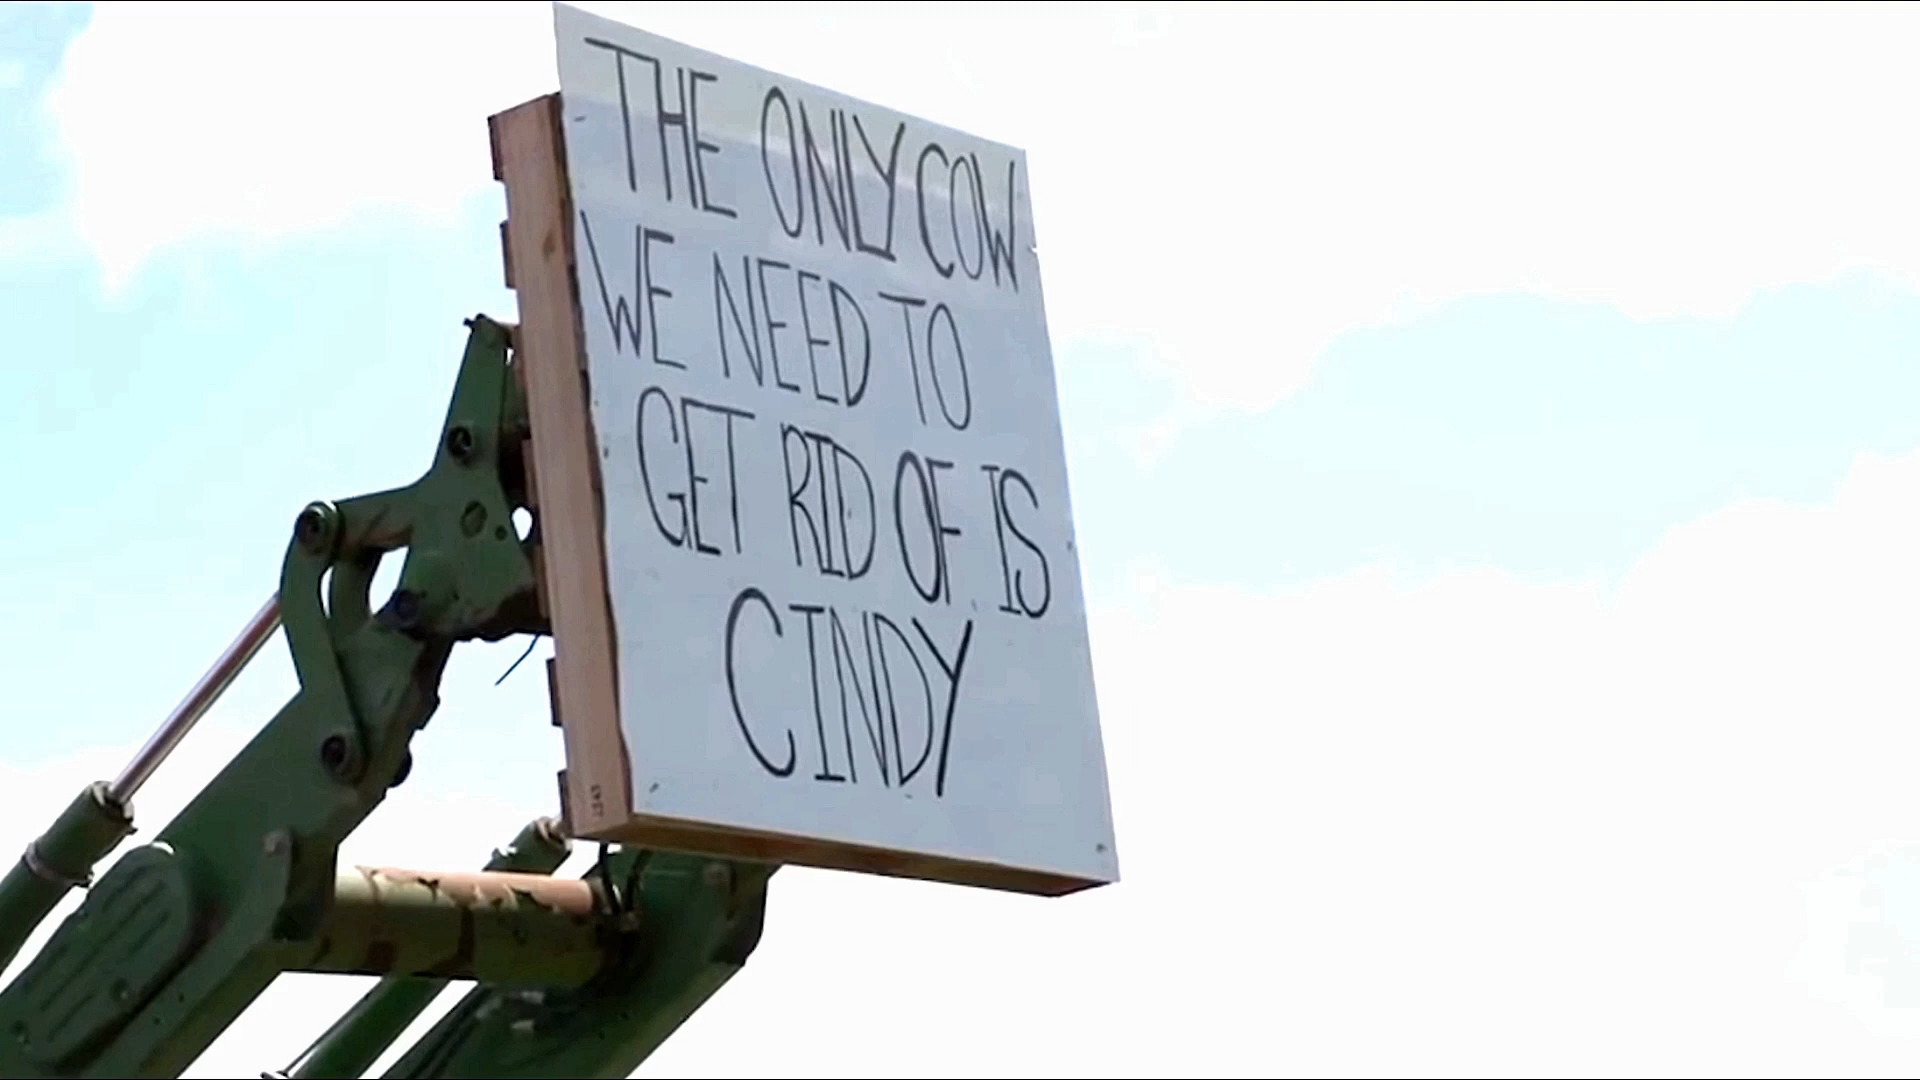 THE ONLY COW
WE NEED TO
GET RID OF IS
CINDY